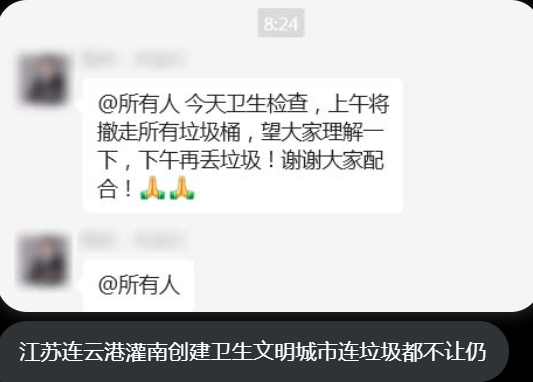 8:24
@所有人 今天卫生检查，上午将
撤走所有垃圾桶，望大家理解一
下，下午再丢垃圾！谢谢大家配
合！🙏🙏
@所有人
江苏连云港灌南创建卫生文明城市连垃圾都不让仍